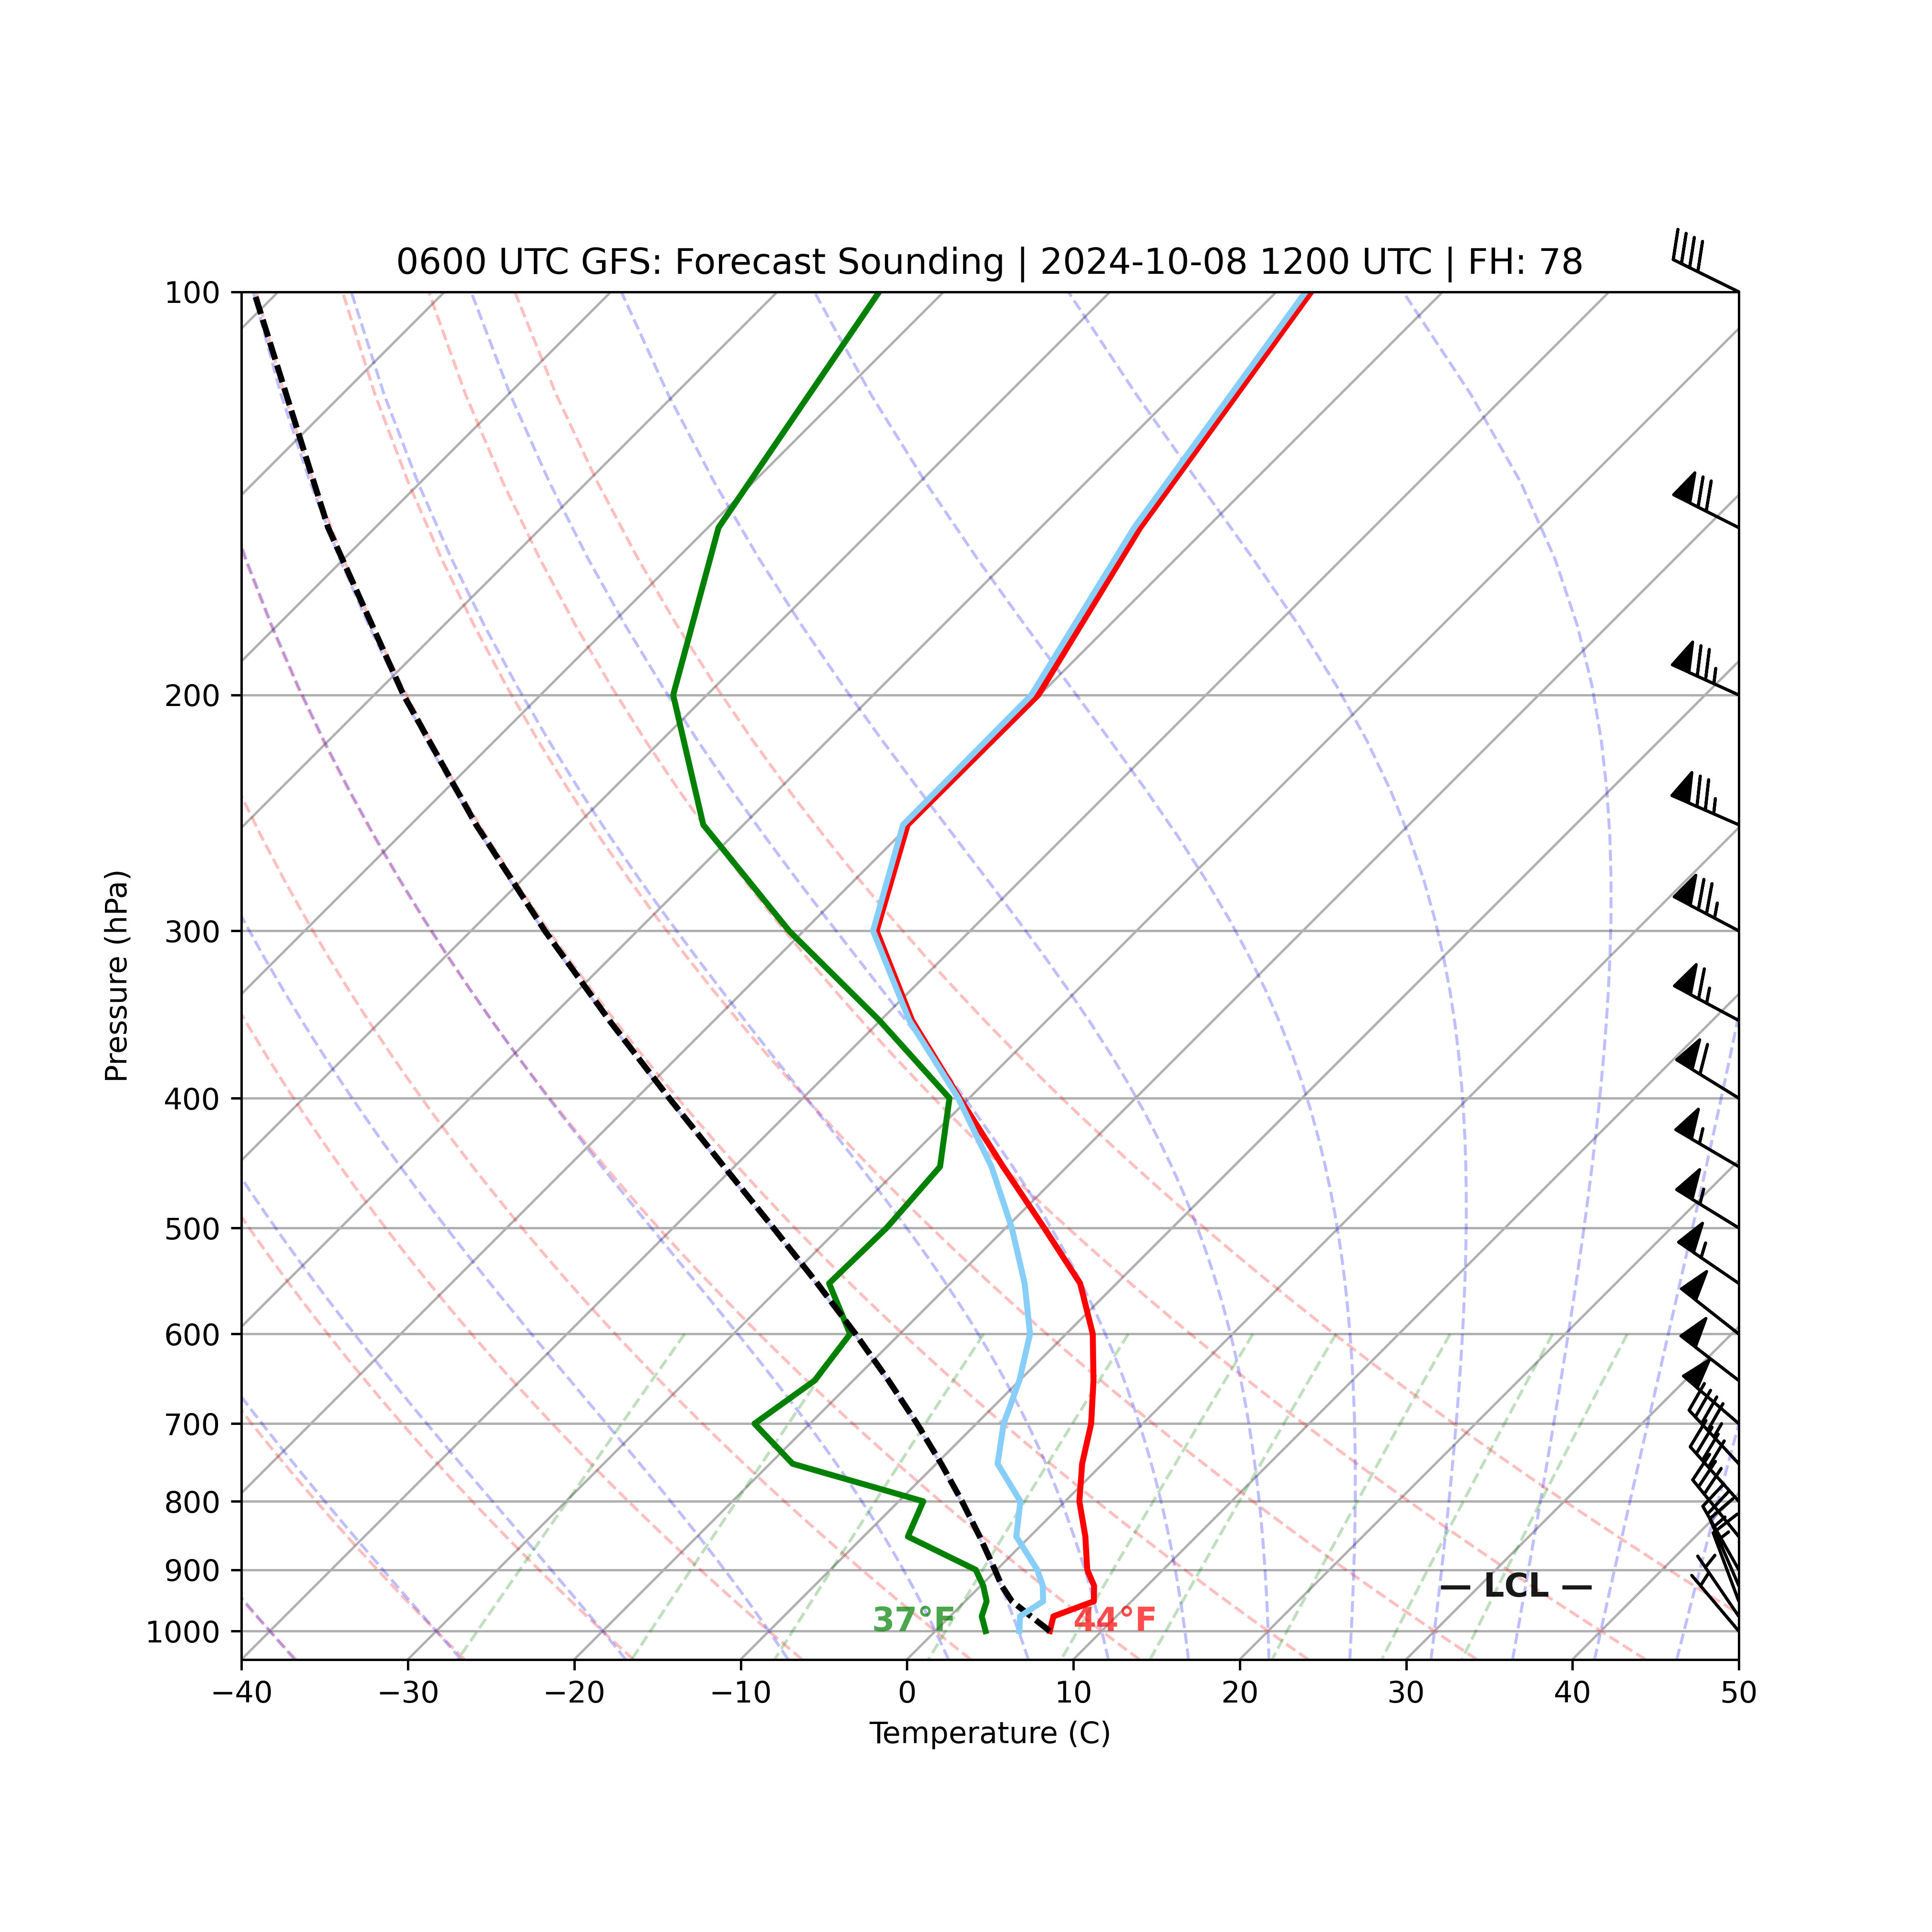 0600 UTC GFS: Forecast Sounding | 2024-10-08 1200 UTC | FH: 78
100
200
300
400
500
600
700
800
900
1000
Pressure (hPa)
— LCL —
37°F
44°F
−40 −30 −20 −10 0 10 20 30 40 50
Temperature (C)